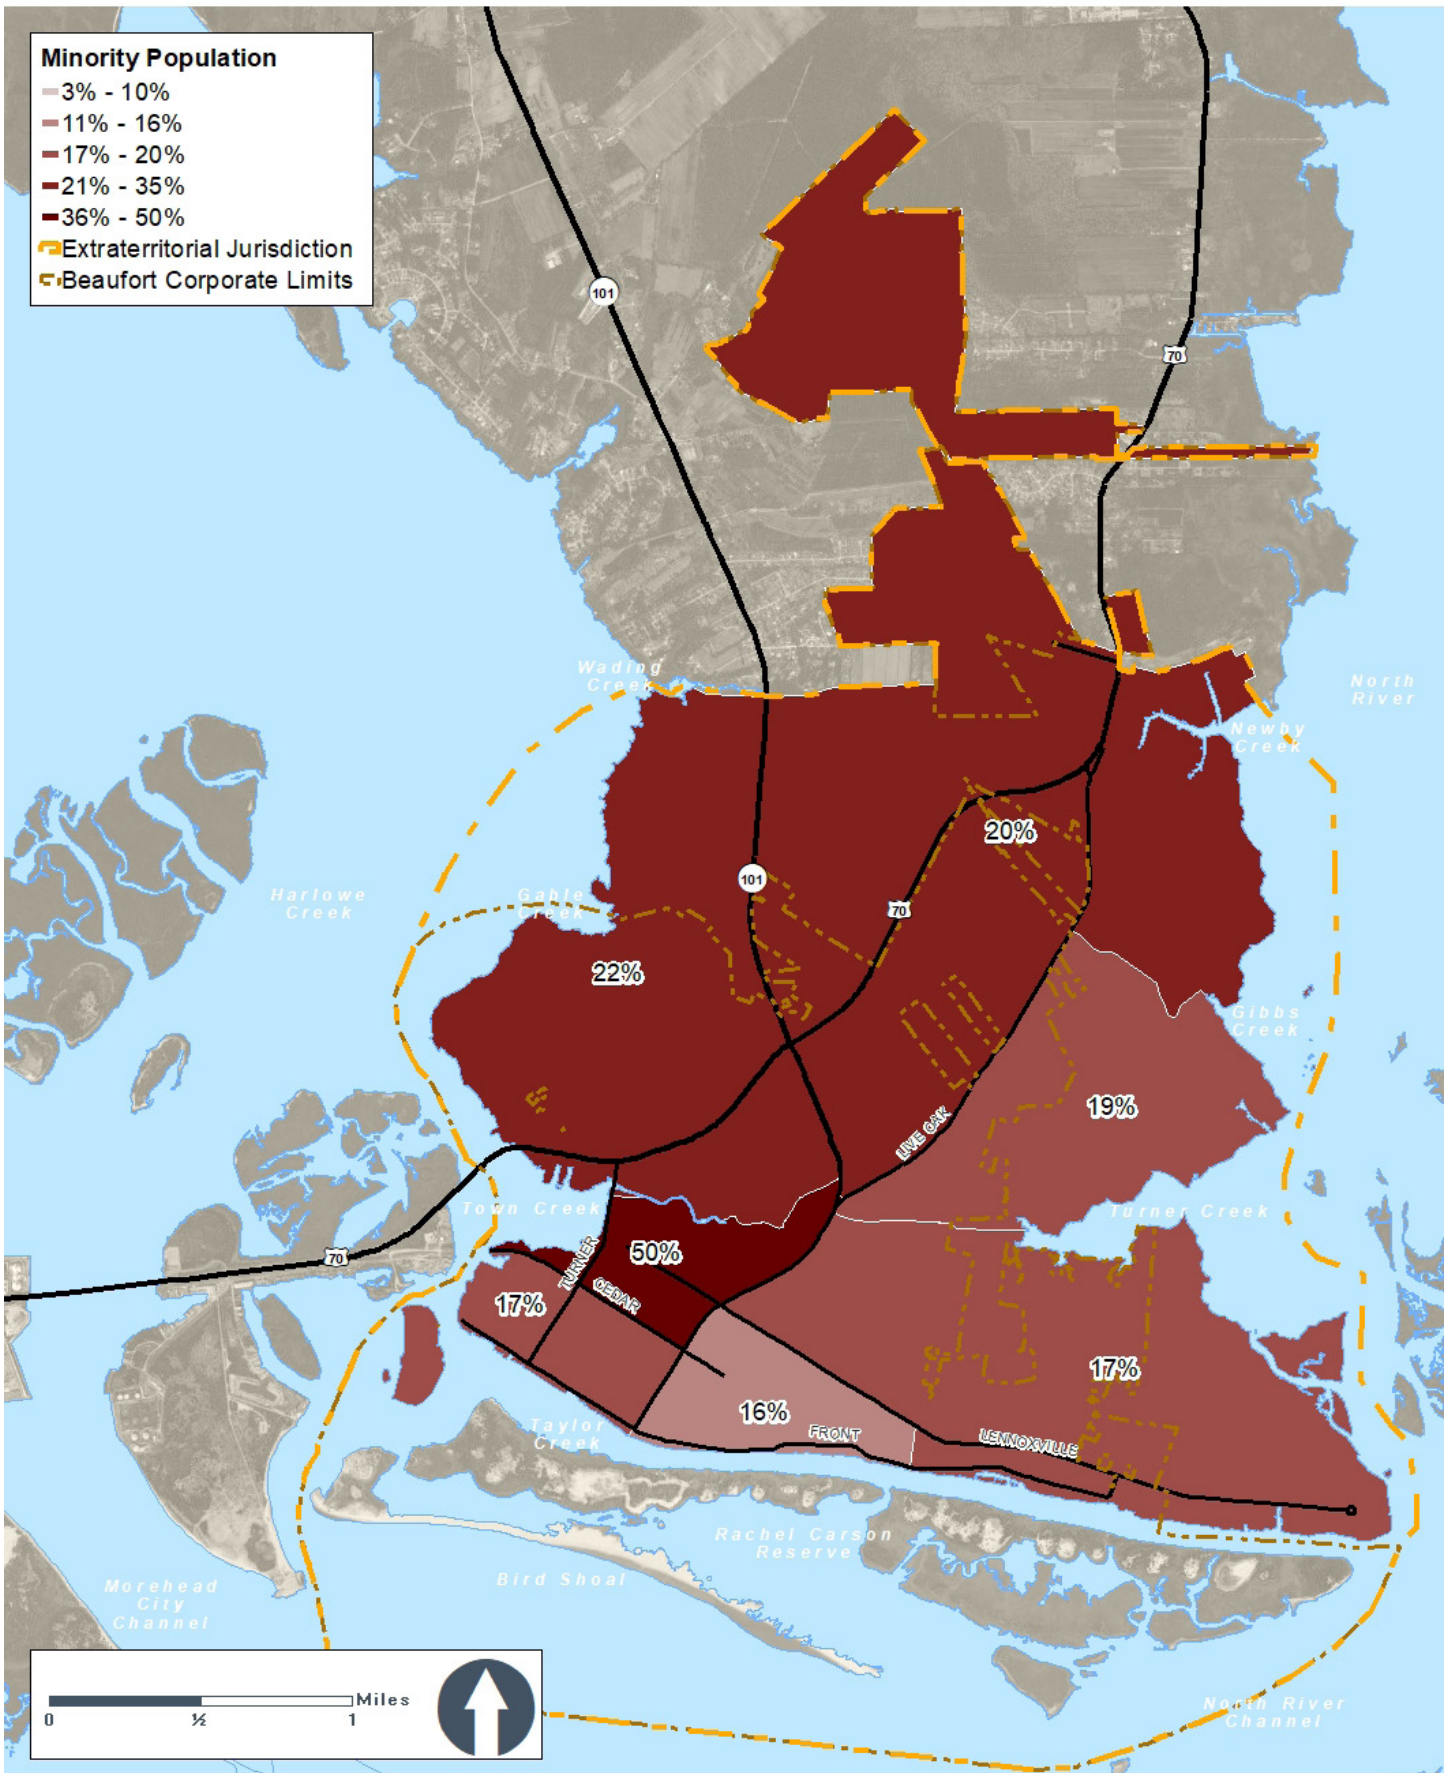 Minority Population
3% - 10%
11% - 16%
17% - 20%
21% - 35%
36% - 50%
Extraterritorial Jurisdiction
Beaufort Corporate Limits
101
70
Wading
Creek
North
River
Newby
Creek
20%
101
Harlowe
Creek
Gable
Creek
70
22%
Gibbs
Creek
19%
LIVE OAK
Town Creek
Turner Creek
70
50%
TURNER
CEDAR
17%
17%
16%
FRONT
LENNOXVILLE
Taylor
Creek
Rachel Carson
Reserve
Bird Shoal
Morehead
City
Channel
North River
Channel
Miles
0 ½ 1